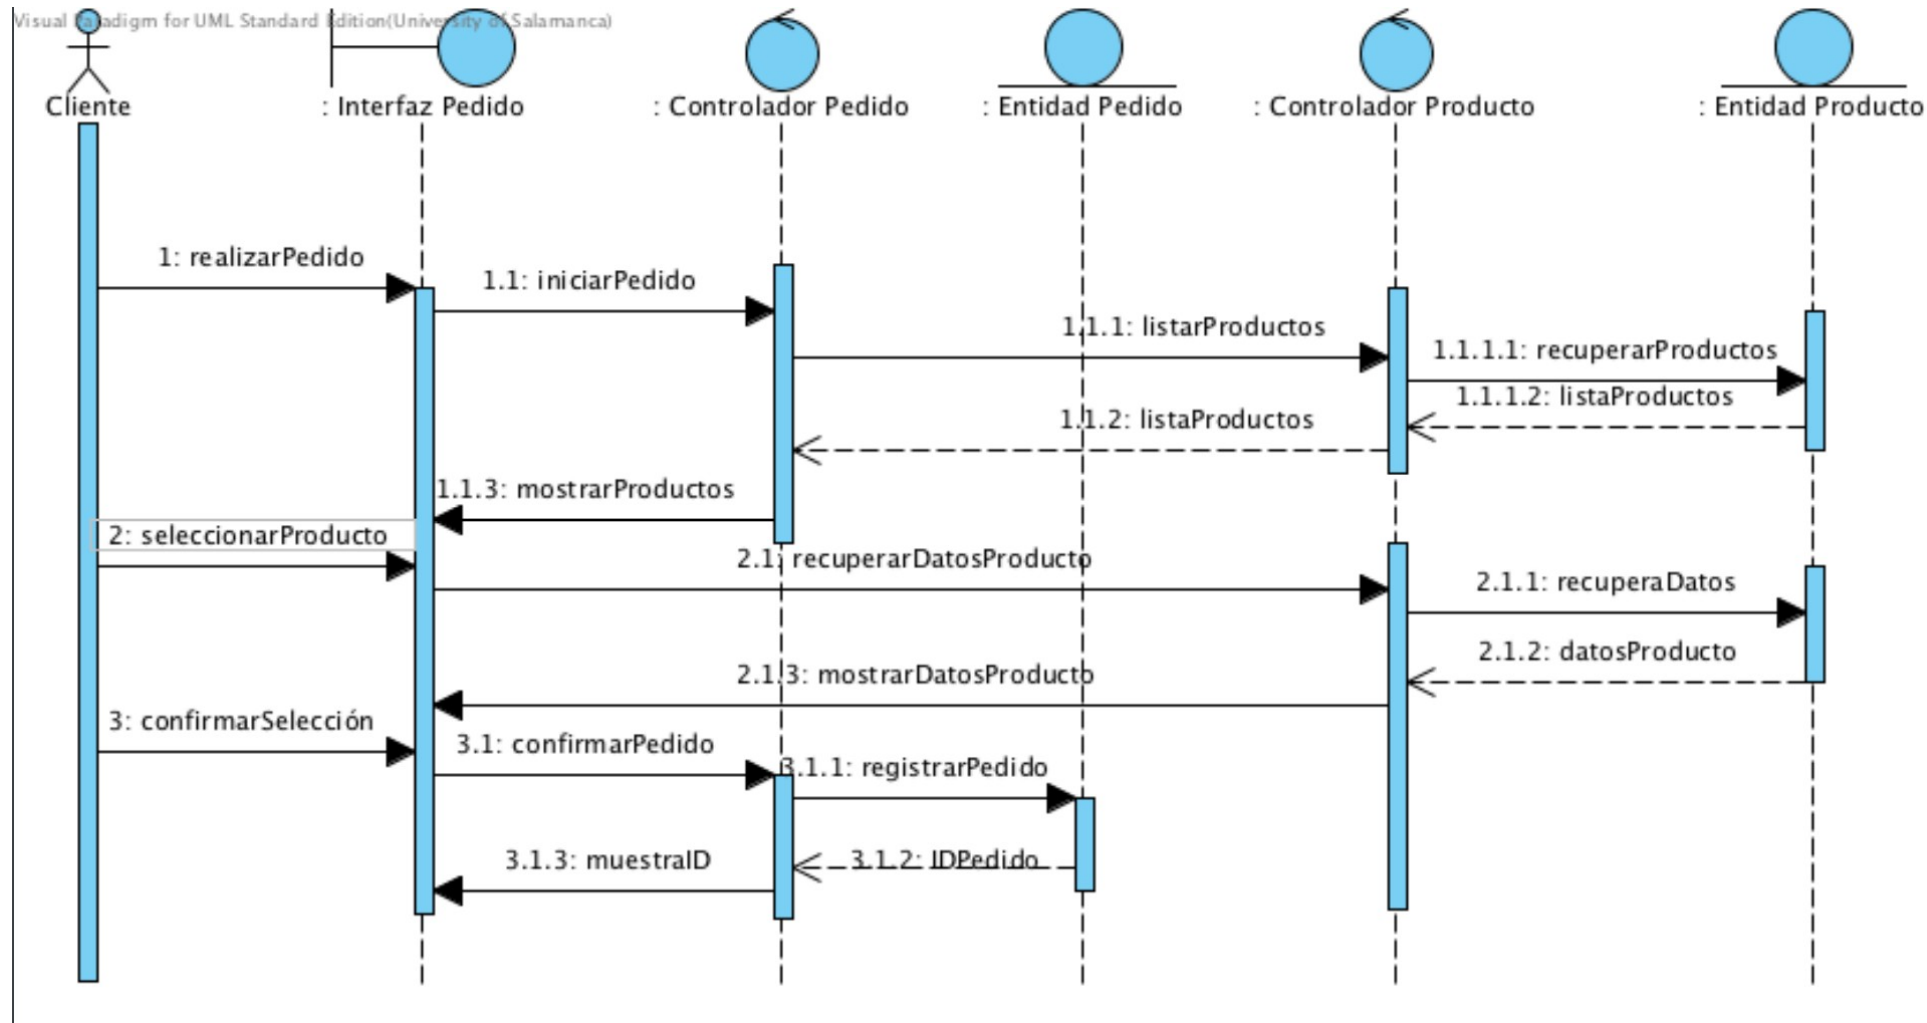 Visual Paradigm for UML Standard Edition(University of Salamanca)
Cliente
: Interfaz Pedido
: Controlador Pedido
: Entidad Pedido
: Controlador Producto
: Entidad Producto
1: realizarPedido
1.1: iniciarPedido
1.1.1: listarProductos
1.1.1.1: recuperarProductos
1.1.1.2: listaProductos
1.1.2: listaProductos
1.1.3: mostrarProductos
2: seleccionarProducto
2.1: recuperarDatosProducto
2.1.1: recuperaDatos
2.1.2: datosProducto
2.1.3: mostrarDatosProducto
3: confirmarSelección
3.1: confirmarPedido
3.1.1: registrarPedido
3.1.2: IDPedido
3.1.3: muestraID